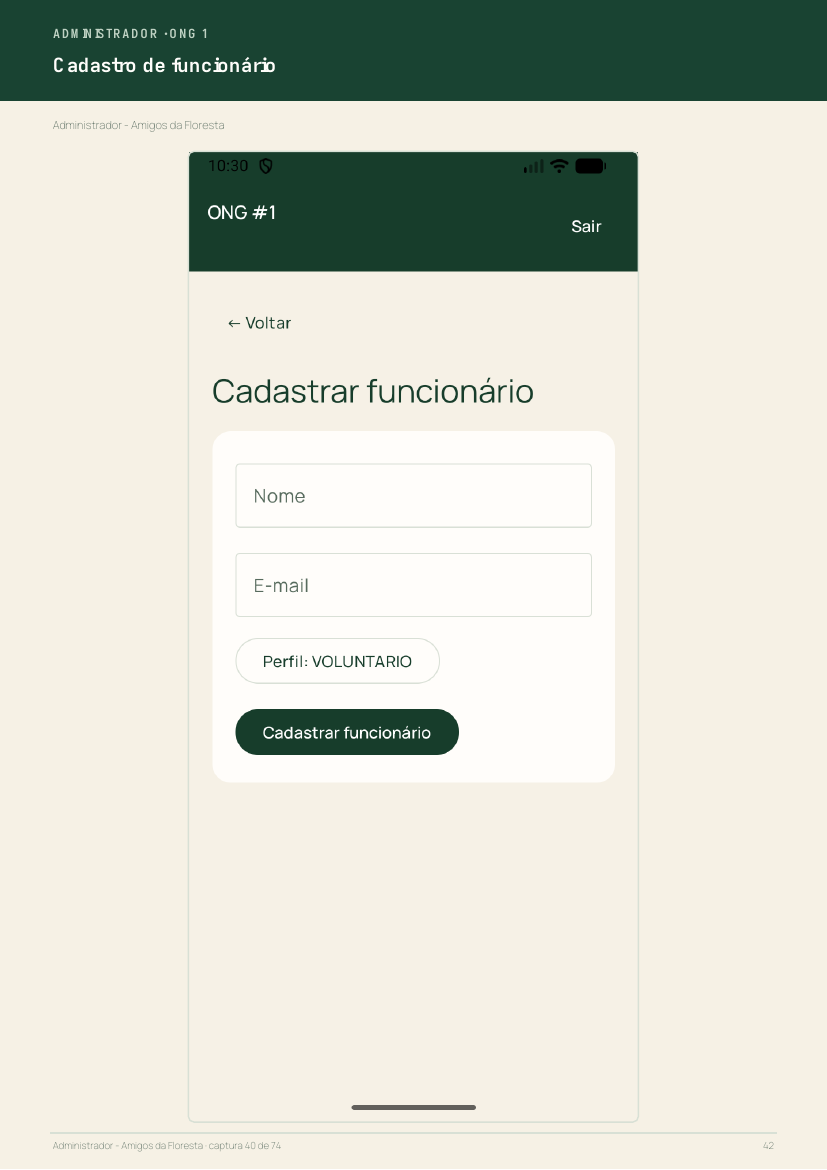 ADMINISTRADOR · ONG 1
Cadastro de funcionário
Administrador - Amigos da Floresta
10:30
ONG #1
Sair
← Voltar
Cadastrar funcionário
Nome
E-mail
Perfil: VOLUNTARIO
Cadastrar funcionário
Administrador - Amigos da Floresta · captura 40 de 74
42